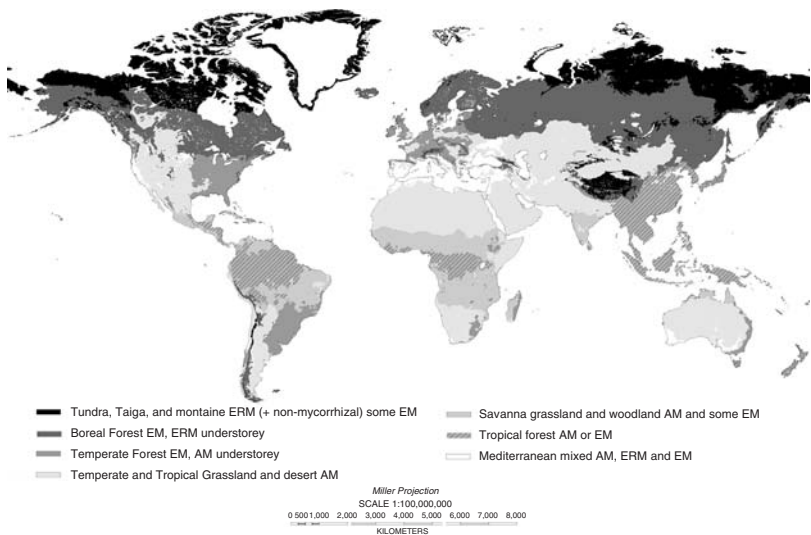 Tundra, Taiga, and montaine ERM (+ non-mycorrhizal) some EM
Boreal Forest EM, ERM understorey
Temperate Forest EM, AM understorey
Temperate and Tropical Grassland and desert AM
Savanna grassland and woodland AM and some EM
Tropical forest AM or EM
Mediterranean mixed AM, ERM and EM
Miller Projection
SCALE 1:100,000,000
0 5001,000 2,000 3,000 4,000 5,000 6,000 7,000 8,000
KILOMETERS